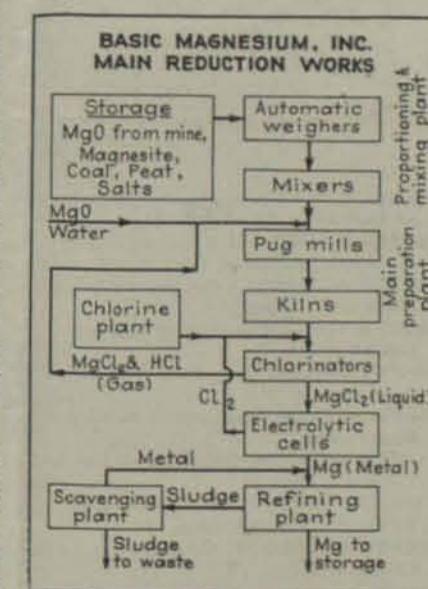 BASIC MAGNESIUM, INC.
MAIN REDUCTION WORKS
Storage
MgO from mine,
Magnesite,
Coal, Peat,
Salts
Automatic
weighers
Proportioning &
mixing plant
Mixers
MgO
Water
Pug mills
Main
preparation
plant
Kilns
Chlorine
plant
Chlorinators
MgCl2 & HCl
(Gas)
Cl2
MgCl2 (Liquid)
Electrolytic
cells
Metal
Mg (Metal)
Scavenging
plant
Sludge
Refining
plant
Sludge
to waste
Mg to
storage